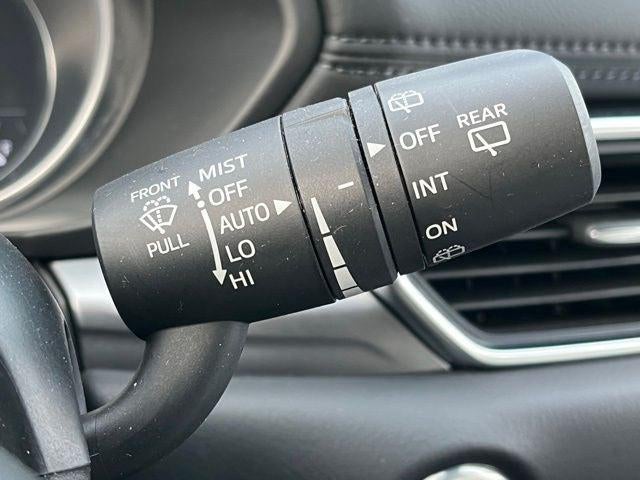 FRONT
PULL
MIST
OFF
AUTO
LO
HI
OFF
INT
ON
REAR